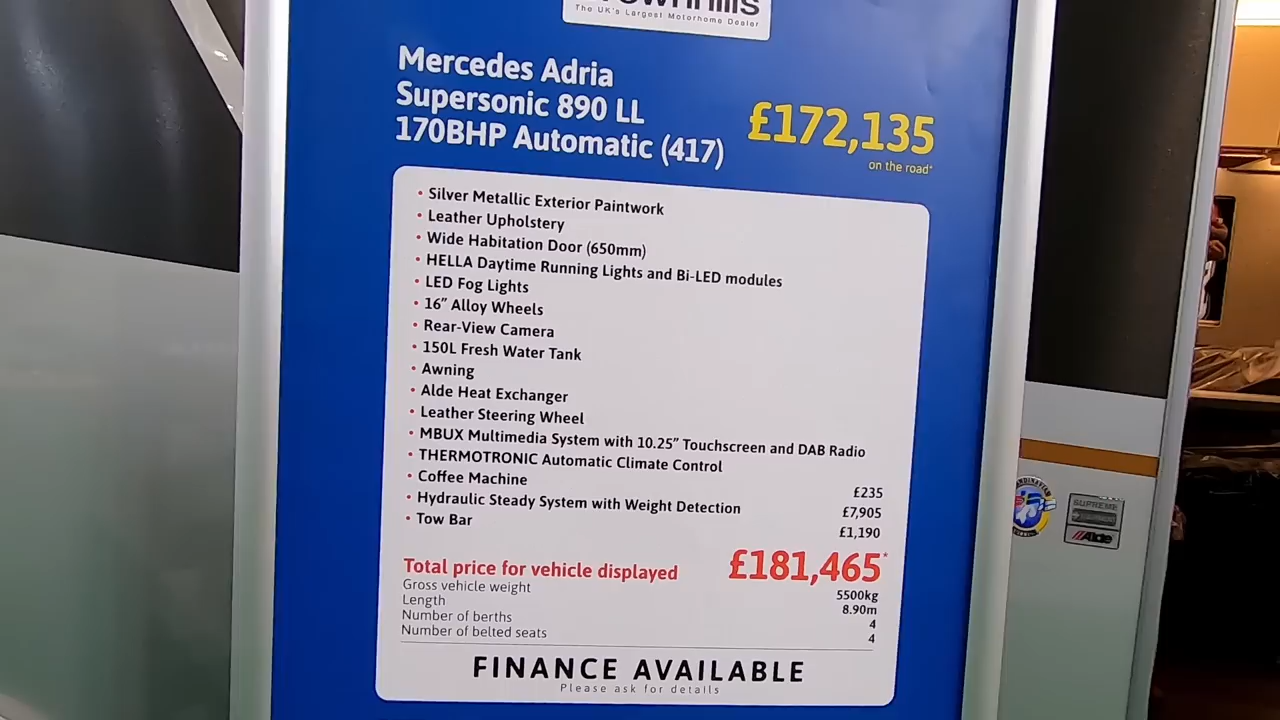 The UK's Largest Motorhome Dealer
Mercedes Adria
Supersonic 890 LL
170BHP Automatic (417)
£172,135
on the road*
• Silver Metallic Exterior Paintwork
• Leather Upholstery
• Wide Habitation Door (650mm)
• HELLA Daytime Running Lights and Bi-LED modules
• LED Fog Lights
• 16" Alloy Wheels
• Rear-View Camera
• 150L Fresh Water Tank
• Awning
• Alde Heat Exchanger
• Leather Steering Wheel
• MBUX Multimedia System with 10.25" Touchscreen and DAB Radio
• THERMOTRONIC Automatic Climate Control
• Coffee Machine £235
• Hydraulic Steady System with Weight Detection £7,905
• Tow Bar £1,190
Total price for vehicle displayed £181,465*
Gross vehicle weight 5500kg
Length 8.90m
Number of berths 4
Number of belted seats 4
FINANCE AVAILABLE
Please ask for details
SUPREME
Alde